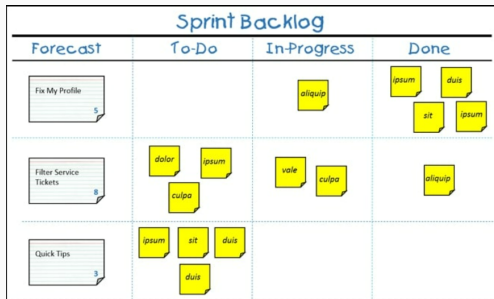 Sprint Backlog
Forecast To-Do In-Progress Done
Fix My Profile
5
aliquip
ipsum duis
sit ipsum
Filter Service
Tickets
8
dolor ipsum
culpa
vale culpa
aliquip
Quick Tips
3
ipsum sit duis
duis